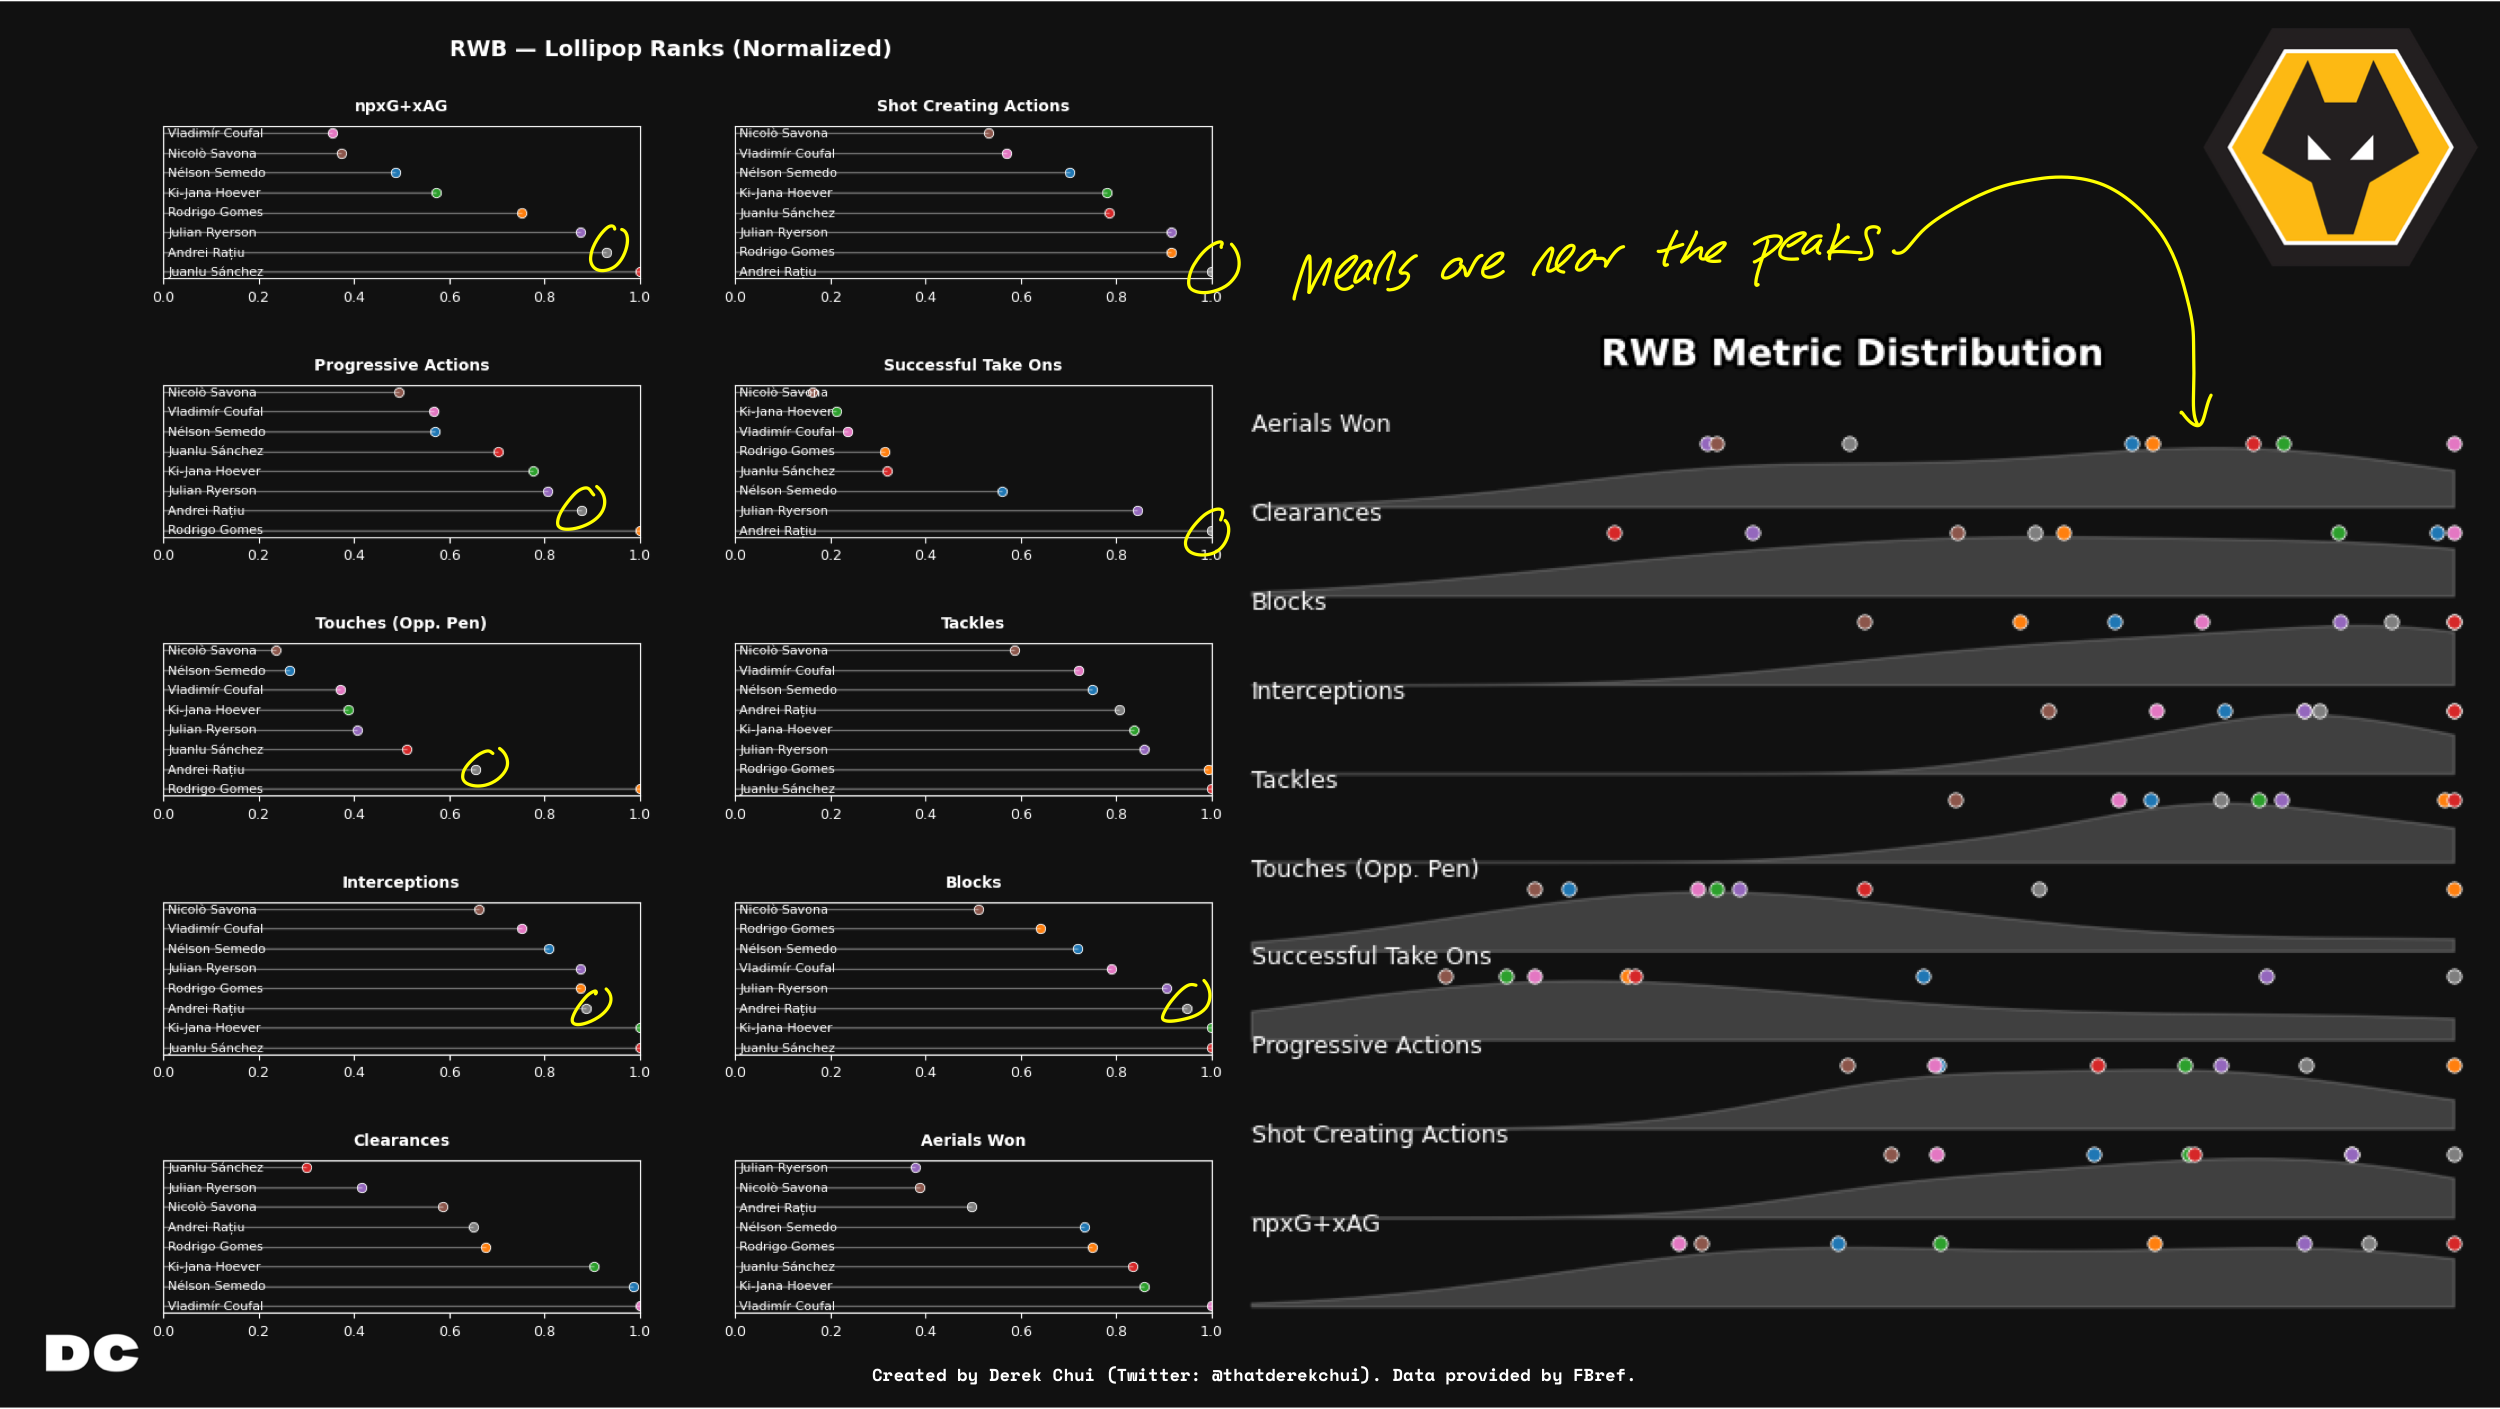 RWB — Lollipop Ranks (Normalized)
npxG+xAG
Vladimír Coufal
Nicolò Savona
Nélson Semedo
Ki-Jana Hoever
Rodrigo Gomes
Julian Ryerson
Andrei Rațiu
Juanlu Sánchez
0.0 0.2 0.4 0.6 0.8 1.0
Shot Creating Actions
Nicolò Savona
Vladimír Coufal
Nélson Semedo
Ki-Jana Hoever
Juanlu Sánchez
Julian Ryerson
Rodrigo Gomes
Andrei Rațiu
0.0 0.2 0.4 0.6 0.8 1.0
Progressive Actions
Nicolò Savona
Vladimír Coufal
Nélson Semedo
Juanlu Sánchez
Ki-Jana Hoever
Julian Ryerson
Andrei Rațiu
Rodrigo Gomes
0.0 0.2 0.4 0.6 0.8 1.0
Successful Take Ons
Nicolò Savona
Ki-Jana Hoever
Vladimír Coufal
Rodrigo Gomes
Juanlu Sánchez
Nélson Semedo
Julian Ryerson
Andrei Rațiu
0.0 0.2 0.4 0.6 0.8 1.0
Touches (Opp. Pen)
Nicolò Savona
Nélson Semedo
Vladimír Coufal
Ki-Jana Hoever
Julian Ryerson
Juanlu Sánchez
Andrei Rațiu
Rodrigo Gomes
0.0 0.2 0.4 0.6 0.8 1.0
Tackles
Nicolò Savona
Vladimír Coufal
Nélson Semedo
Andrei Rațiu
Ki-Jana Hoever
Julian Ryerson
Rodrigo Gomes
Juanlu Sánchez
0.0 0.2 0.4 0.6 0.8 1.0
Interceptions
Nicolò Savona
Vladimír Coufal
Nélson Semedo
Julian Ryerson
Rodrigo Gomes
Andrei Rațiu
Ki-Jana Hoever
Juanlu Sánchez
0.0 0.2 0.4 0.6 0.8 1.0
Blocks
Nicolò Savona
Rodrigo Gomes
Nélson Semedo
Vladimír Coufal
Julian Ryerson
Andrei Rațiu
Ki-Jana Hoever
Juanlu Sánchez
0.0 0.2 0.4 0.6 0.8 1.0
Clearances
Juanlu Sánchez
Julian Ryerson
Nicolò Savona
Andrei Rațiu
Rodrigo Gomes
Ki-Jana Hoever
Nélson Semedo
Vladimír Coufal
0.0 0.2 0.4 0.6 0.8 1.0
Aerials Won
Julian Ryerson
Nicolò Savona
Andrei Rațiu
Nélson Semedo
Rodrigo Gomes
Juanlu Sánchez
Ki-Jana Hoever
Vladimír Coufal
0.0 0.2 0.4 0.6 0.8 1.0
Means are near the peaks
RWB Metric Distribution
Aerials Won
Clearances
Blocks
Interceptions
Tackles
Touches (Opp. Pen)
Successful Take Ons
Progressive Actions
Shot Creating Actions
npxG+xAG
DC
Created by Derek Chui (Twitter: @thatderekchui). Data provided by FBref.